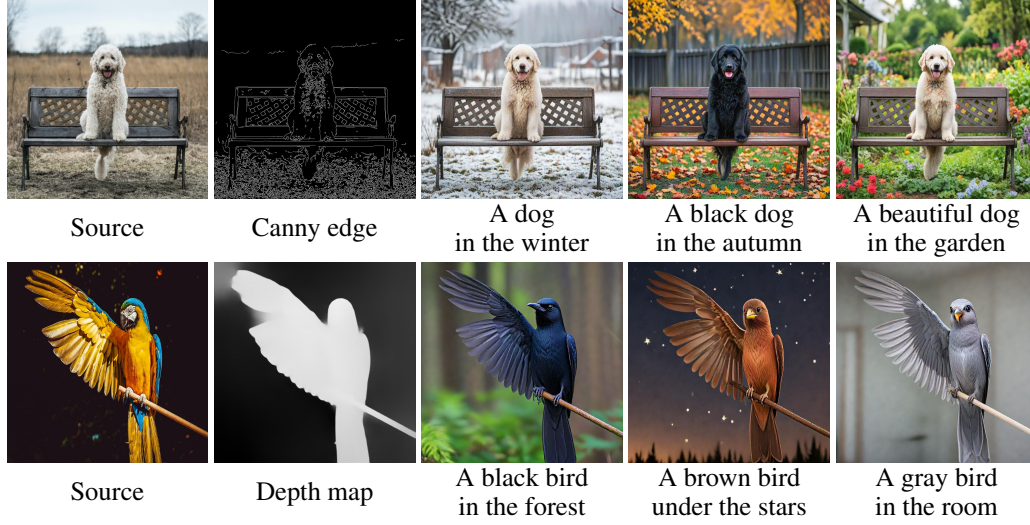 Source
Canny edge
A dog
in the winter
A black dog
in the autumn
A beautiful dog
in the garden
Source
Depth map
A black bird
in the forest
A brown bird
under the stars
A gray bird
in the room